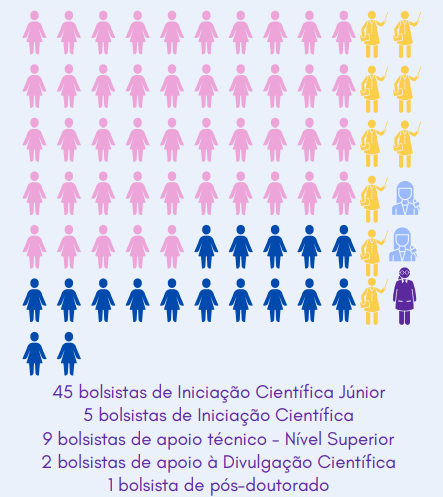 45 bolsistas de Iniciação Científica Júnior
5 bolsistas de Iniciação Científica
9 bolsistas de apoio técnico - Nível Superior
2 bolsistas de apoio à Divulgação Científica
1 bolsista de pós-doutorado